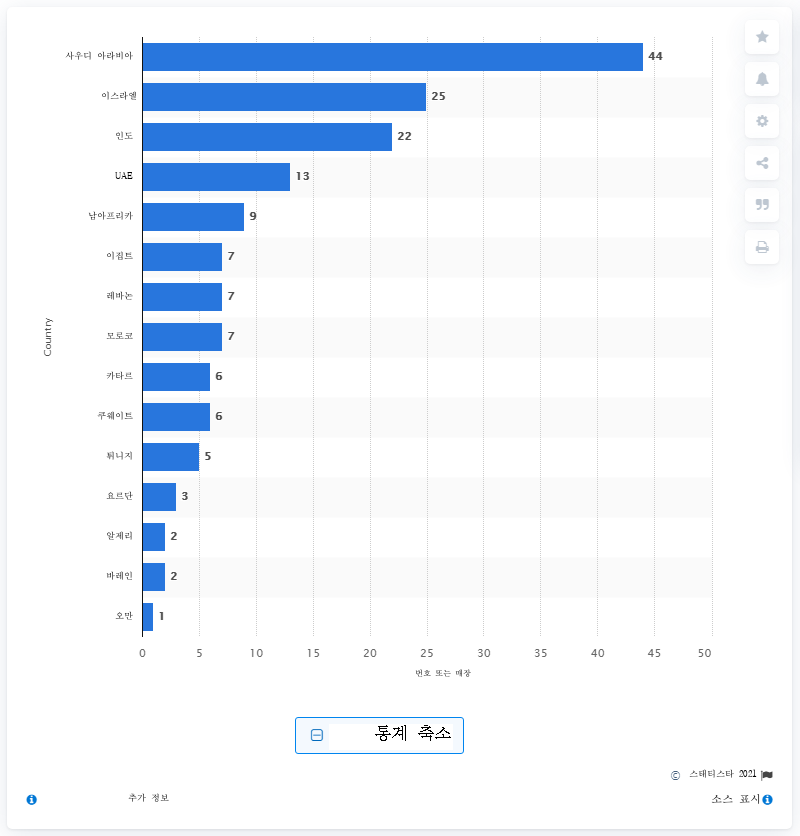 사우디 아라비아 44
이스라엘 25
인도 22
UAE 13
남아프리카 9
이집트 7
레바논 7
모로코 7
카타르 6
쿠웨이트 6
튀니지 5
요르단 3
알제리 2
바레인 2
오만 1
Country
0 5 10 15 20 25 30 35 40 45 50
번호 또는 매장
통계 축소
© 스태티스타 2021
추가 정보 소스 표시